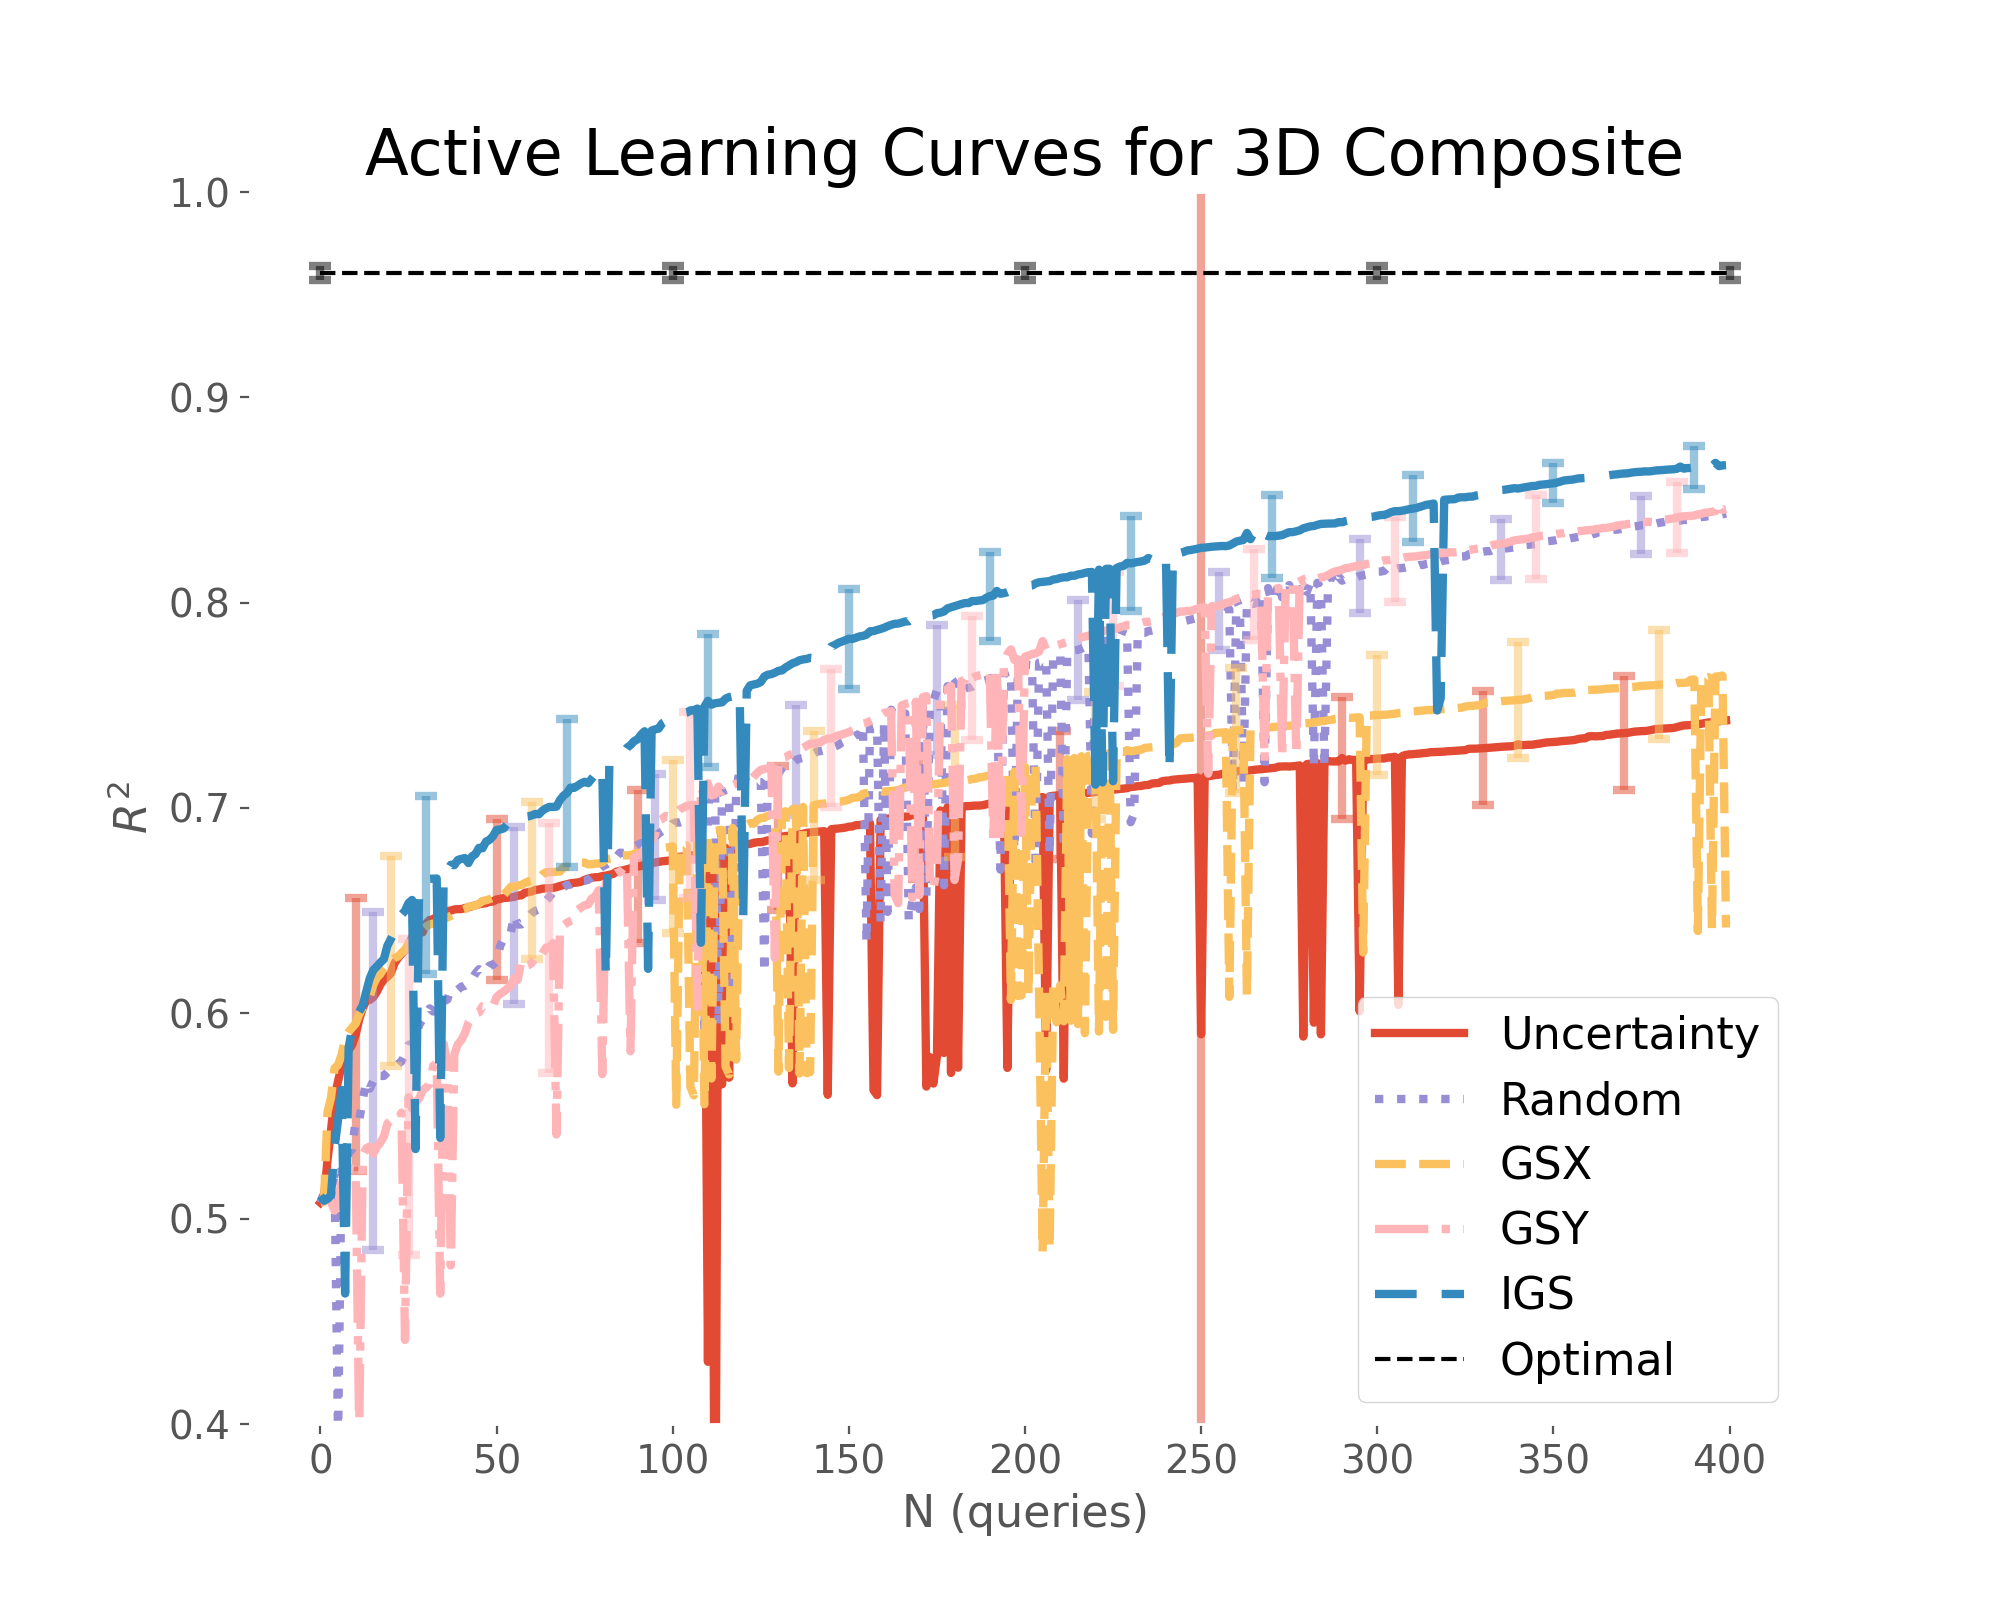 Active Learning Curves for 3D Composite
1.0
0.9
0.8
0.7
0.6
0.5
0.4
R²
0 50 100 150 200 250 300 350 400
N (queries)
Uncertainty
Random
GSX
GSY
IGS
Optimal